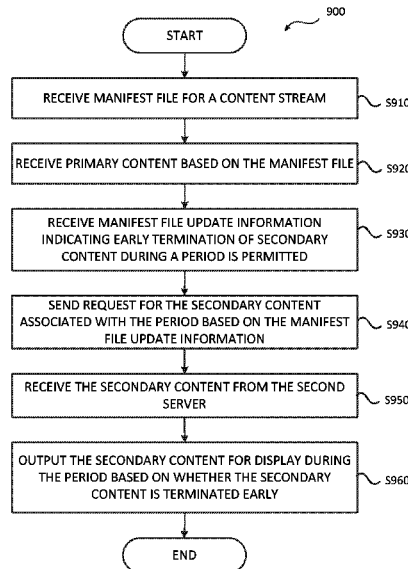 900
START
RECEIVE MANIFEST FILE FOR A CONTENT STREAM
S910
RECEIVE PRIMARY CONTENT BASED ON THE MANIFEST FILE
S920
RECEIVE MANIFEST FILE UPDATE INFORMATION
INDICATING EARLY TERMINATION OF SECONDARY
CONTENT DURING A PERIOD IS PERMITTED
S930
SEND REQUEST FOR THE SECONDARY CONTENT
ASSOCIATED WITH THE PERIOD BASED ON THE MANIFEST
FILE UPDATE INFORMATION
S940
RECEIVE THE SECONDARY CONTENT FROM THE SECOND
SERVER
S950
OUTPUT THE SECONDARY CONTENT FOR DISPLAY DURING
THE PERIOD BASED ON WHETHER THE SECONDARY
CONTENT IS TERMINATED EARLY
S960
END